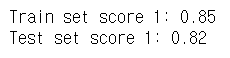 Train set score 1: 0.85
Test set score 1: 0.82